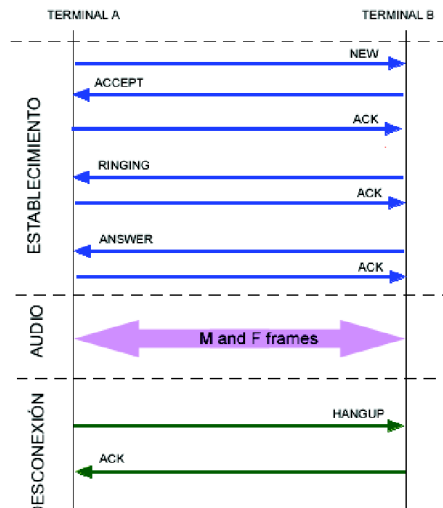 TERMINAL A
TERMINAL B
NEW
ACCEPT
ACK
RINGING
ACK
ANSWER
ACK
ESTABLECIMIENTO
M and F frames
AUDIO
HANGUP
ACK
DESCONEXIÓN